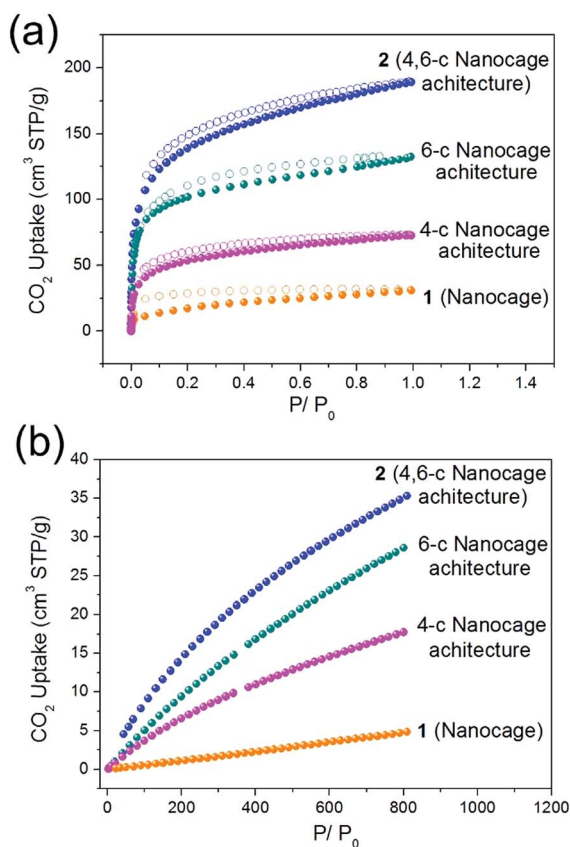 (a)
CO₂ Uptake (cm³ STP/g)
200
150
100
50
0
2 (4,6-c Nanocage
achitecture)
6-c Nanocage
achitecture
4-c Nanocage
achitecture
1 (Nanocage)
0.0 0.2 0.4 0.6 0.8 1.0 1.2 1.4
P/ P₀
(b)
CO₂ Uptake (cm³ STP/g)
40
35
30
25
20
15
10
5
0
2 (4,6-c Nanocage
achitecture)
6-c Nanocage
achitecture
4-c Nanocage
achitecture
1 (Nanocage)
0 200 400 600 800 1000 1200
P/ P₀